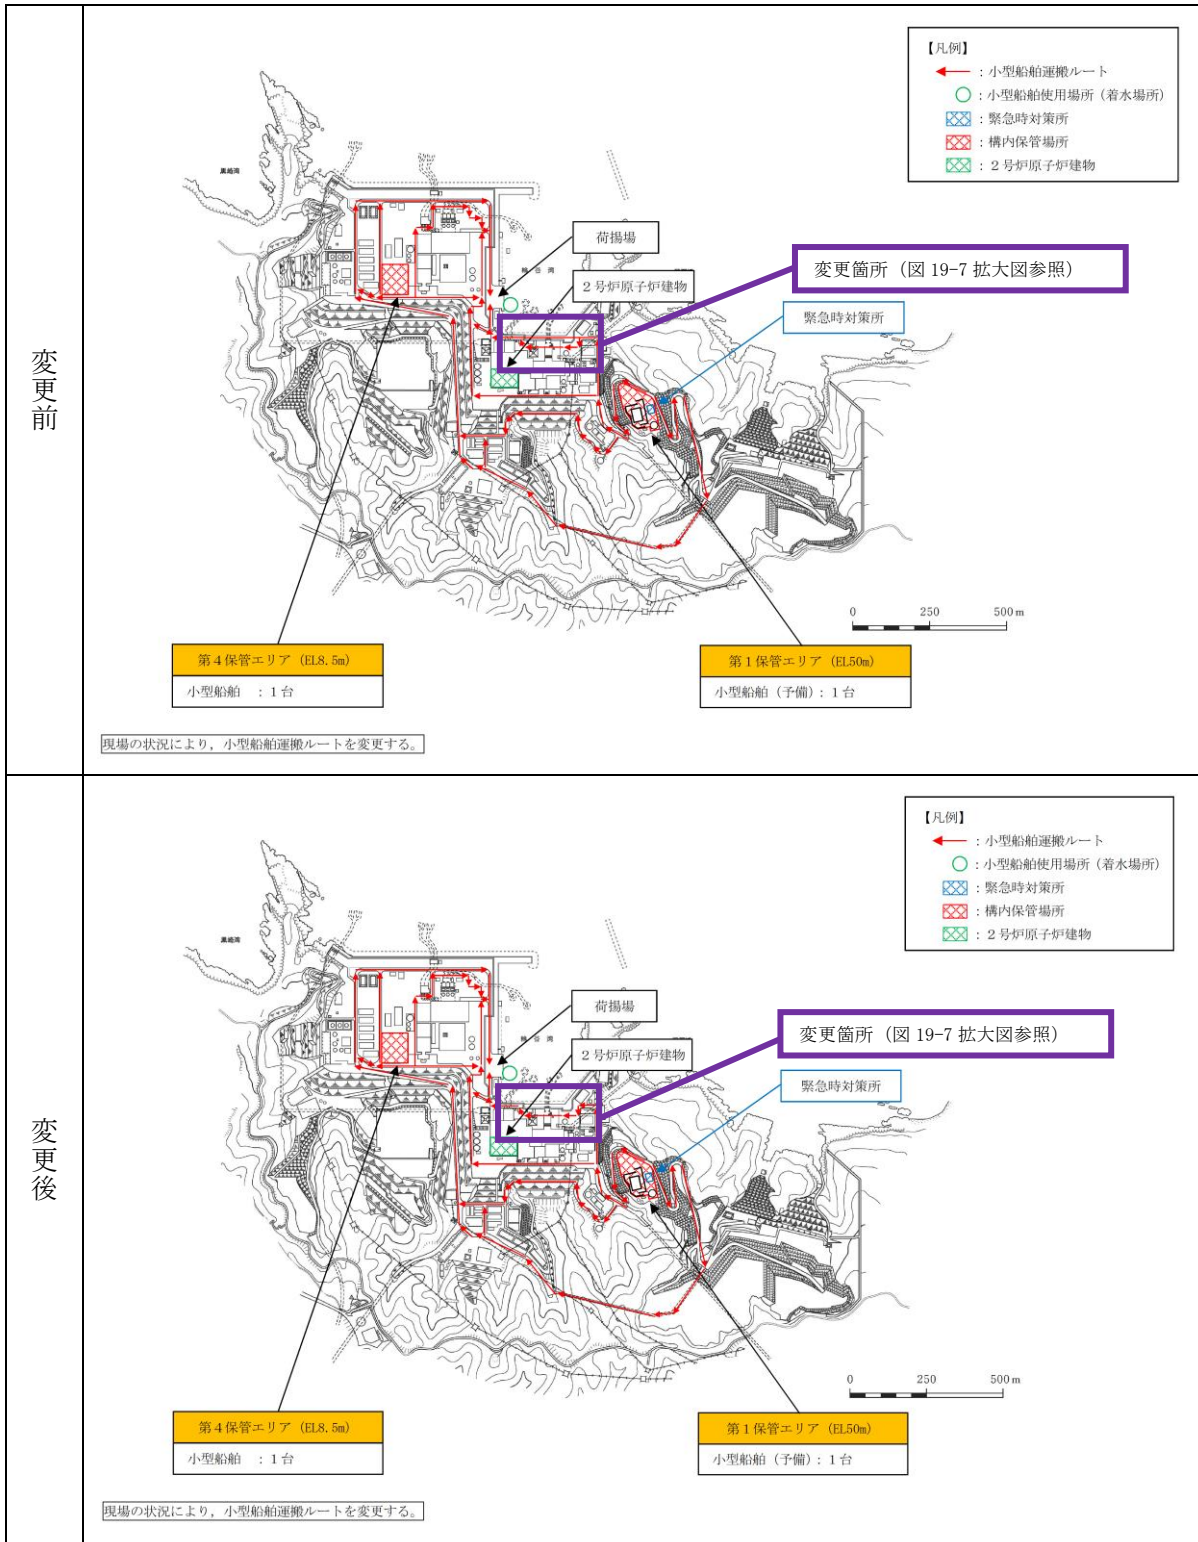 変更前
【凡例】
：小型船舶運搬ルート
：小型船舶使用場所（着水場所）
：緊急時対策所
：構内保管場所
：２号炉原子炉建物
荷揚場
２号炉原子炉建物
変更箇所（図 19-7 拡大図参照）
緊急時対策所
0 250 500 m
第４保管エリア（EL8.5m）
小型船舶　：１台
第１保管エリア（EL50m）
小型船舶（予備）：１台
現場の状況により，小型船舶運搬ルートを変更する。
変更後
【凡例】
：小型船舶運搬ルート
：小型船舶使用場所（着水場所）
：緊急時対策所
：構内保管場所
：２号炉原子炉建物
荷揚場
２号炉原子炉建物
変更箇所（図 19-7 拡大図参照）
緊急時対策所
0 250 500 m
第４保管エリア（EL8.5m）
小型船舶　：１台
第１保管エリア（EL50m）
小型船舶（予備）：１台
現場の状況により，小型船舶運搬ルートを変更する。